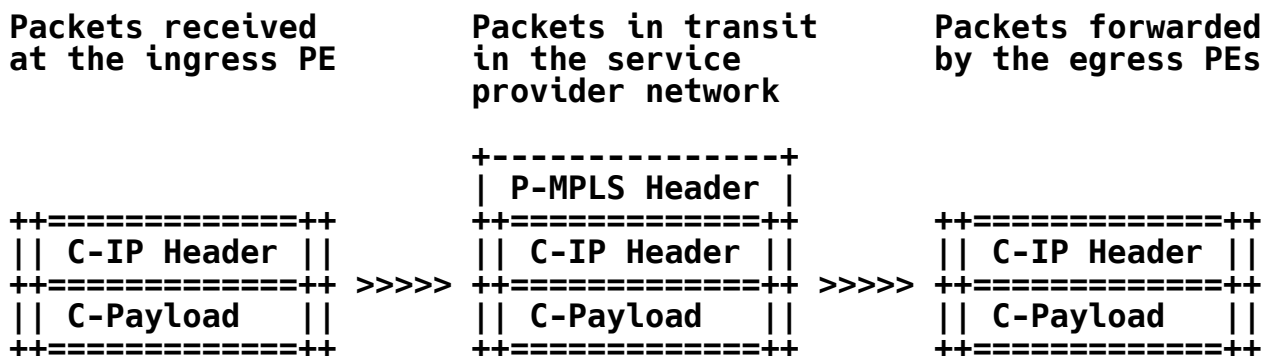 Packets received        Packets in transit      Packets forwarded
at the ingress PE       in the service          by the egress PEs
                        provider network

                        +---------------+
                        | P-MPLS Header |
++=============++       ++=============++       ++=============++
|| C-IP Header ||       || C-IP Header ||       || C-IP Header ||
++=============++ >>>>> ++=============++ >>>>> ++=============++
|| C-Payload   ||       || C-Payload   ||       || C-Payload   ||
++=============++       ++=============++       ++=============++